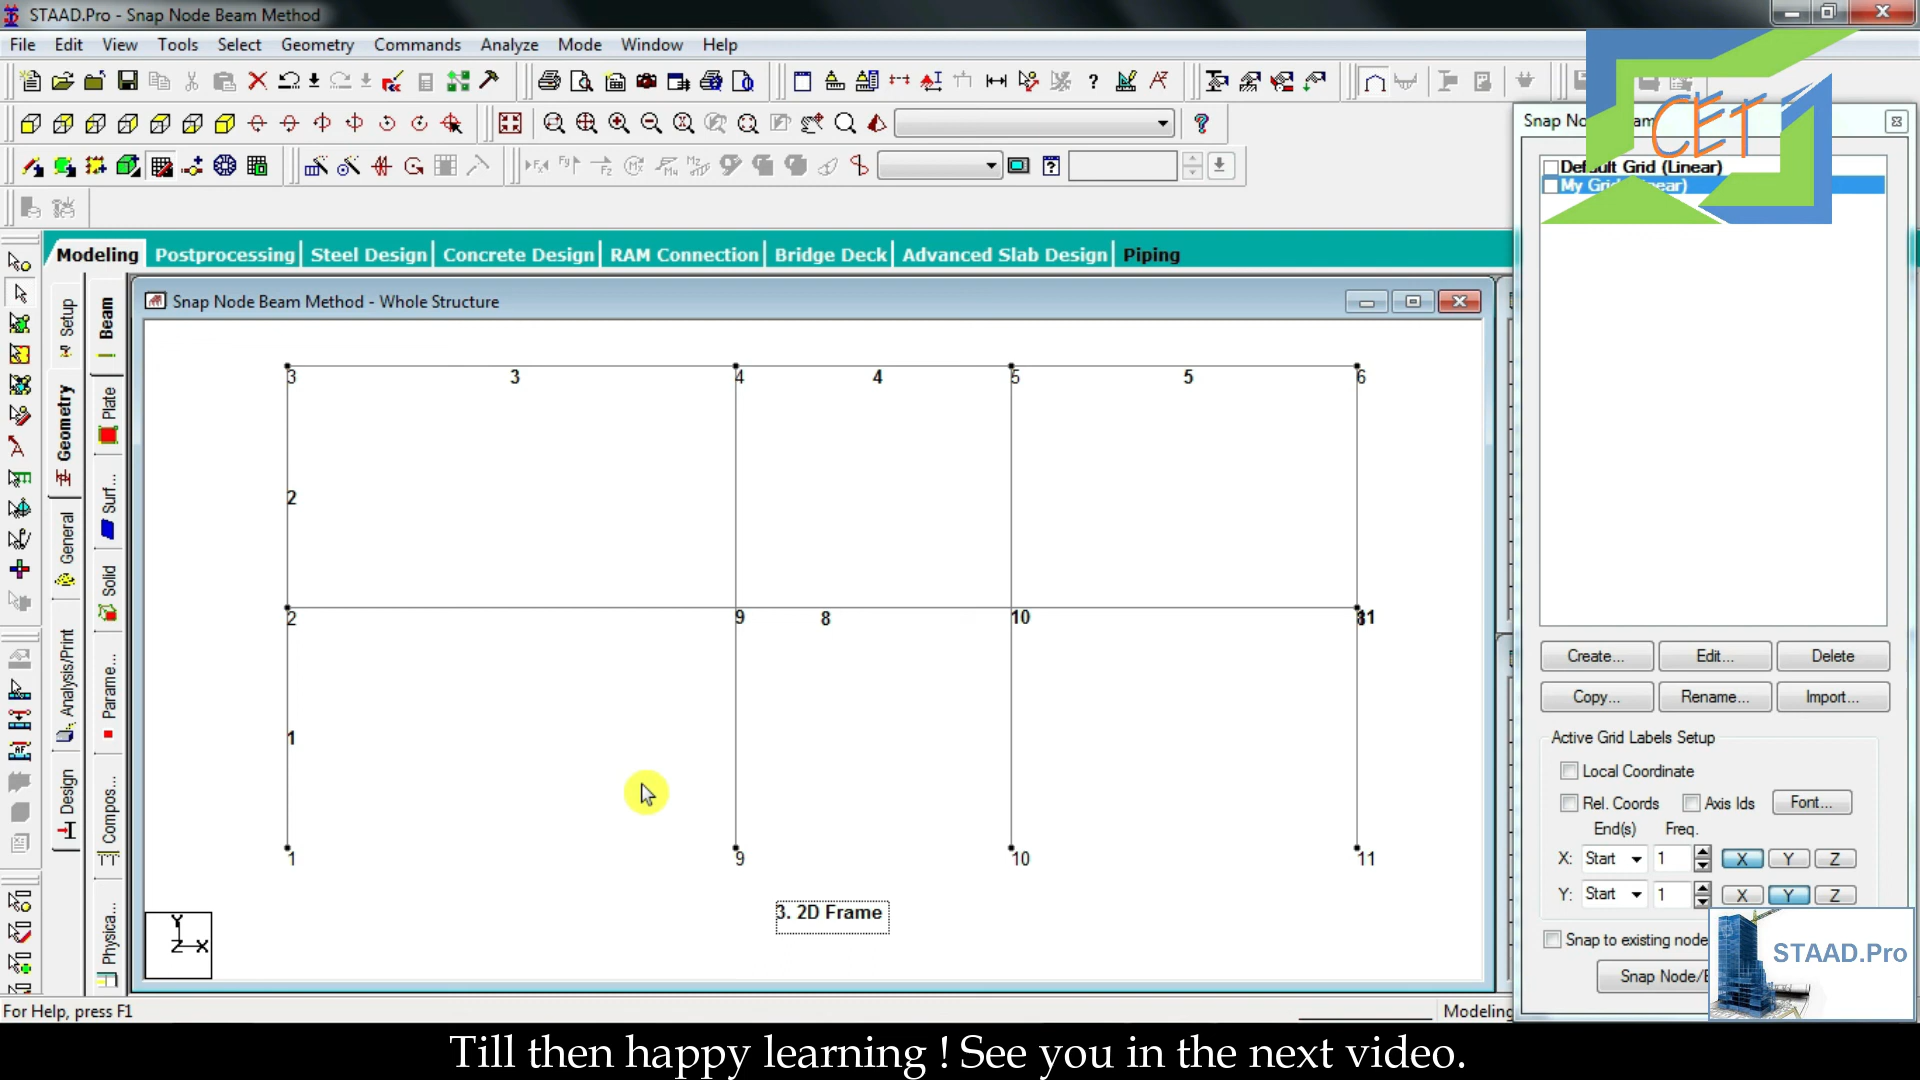 STAAD.Pro - Snap Node Beam Method
File Edit View Tools Select Geometry Commands Analyze Mode Window Help
CET
Default Grid (Linear)
Modeling Postprocessing Steel Design Concrete Design RAM Connection Bridge Deck Advanced Slab Design Piping
Snap Node Beam Method - Whole Structure
Setup
Geometry
General
Analysis/Print
Design
Beam
Plate
Surf...
Solid
Parame...
Compos...
Physica...
3 3 4 4 5 5 6
2
2 9 8 10
1
1 9 10 11
3. 2D Frame
Y
Z X
Create... Edit... Delete
Copy... Rename... Import...
Active Grid Labels Setup
Local Coordinate
Rel. Coords Axis Ids Font...
End(s) Freq.
X: Start 1 X Y Z
Y: Start 1 X Y Z
Snap to existing node
Snap Node/
STAAD.Pro
For Help, press F1
Modeling
Till then happy learning ! See you in the next video.